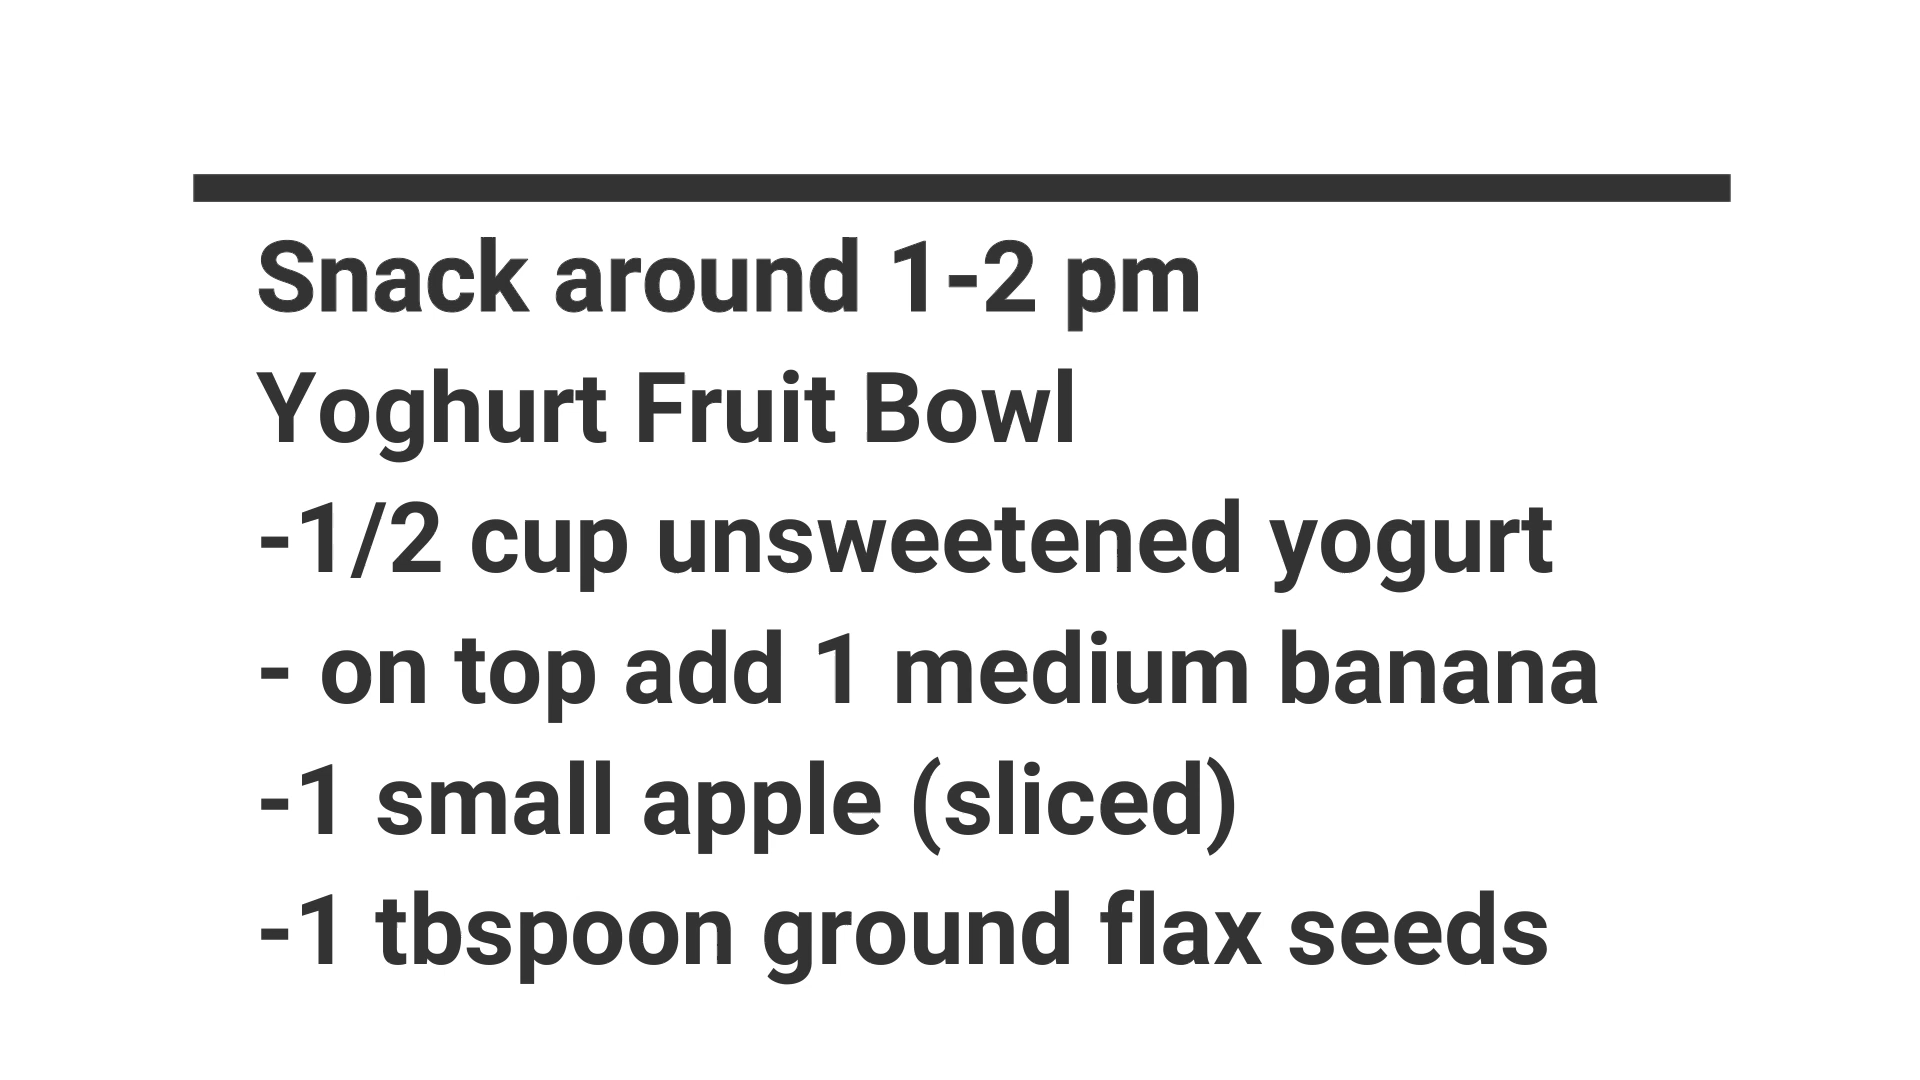 Snack around 1-2 pm
Yoghurt Fruit Bowl
-1/2 cup unsweetened yogurt
- on top add 1 medium banana
-1 small apple (sliced)
-1 tbspoon ground flax seeds